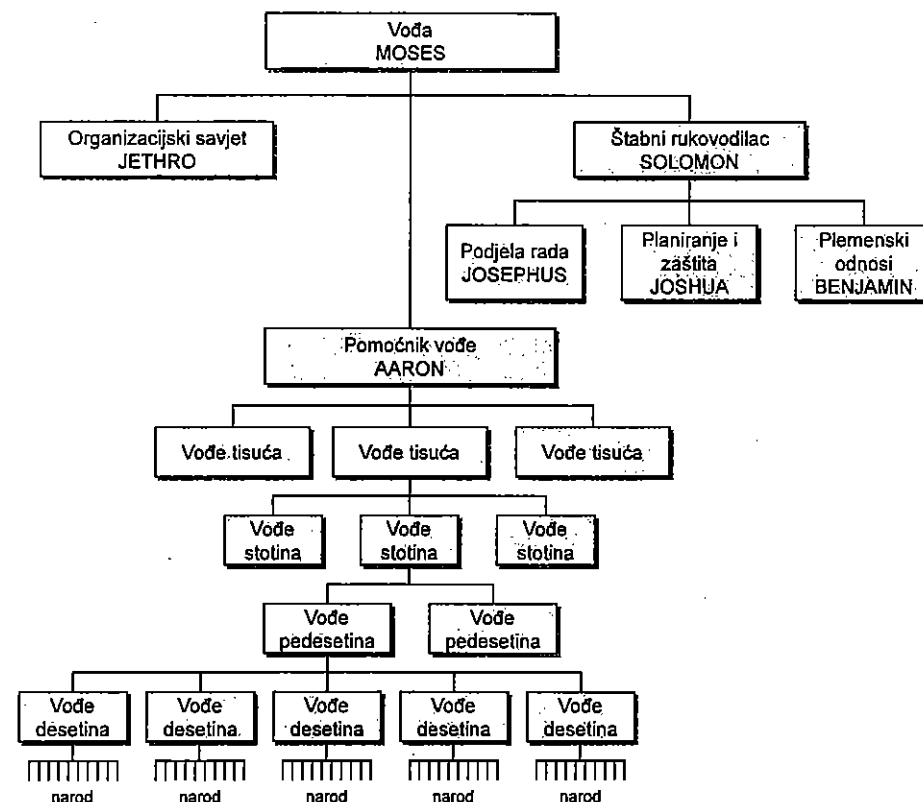 Vođa
MOSES
Organizacijski savjet
JETHRO
Štabni rukovodilac
SOLOMON
Podjela rada
JOSEPHUS
Planiranje i
zaštita
JOSHUA
Plemenski
odnosi
BENJAMIN
Pomoćnik vođe
AARON
Vođe tisuća
Vođe tisuća
Vođe tisuća
Vođe
stotina
Vođe
stotina
Vođe
stotina
Vođe
pedesetina
Vođe
pedesetina
Vođe
desetina
Vođe
desetina
Vođe
desetina
Vođe
desetina
Vođe
desetina
narod
narod
narod
narod
narod